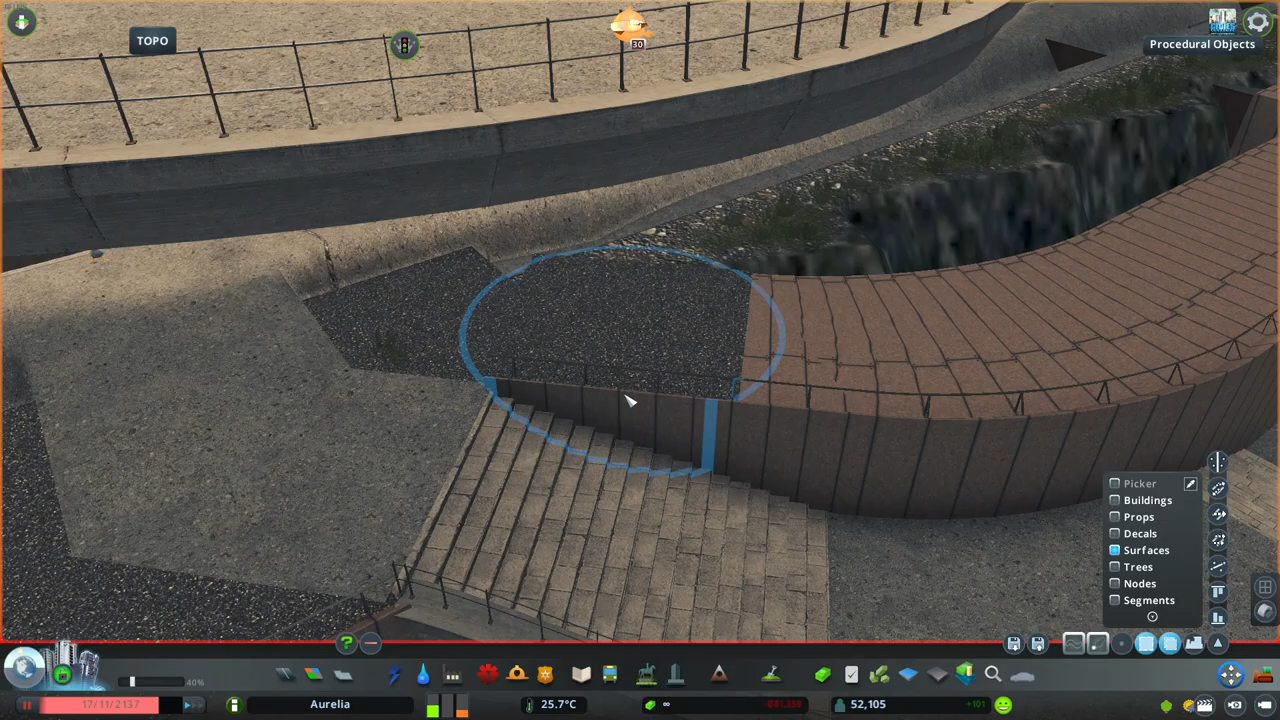 TOPO
30
Procedural Objects
Picker
Buildings
Props
Decals
Surfaces
Trees
Nodes
Segments
40%
17/11/2137
Aurelia
25.7°C
∞
52,105
+101